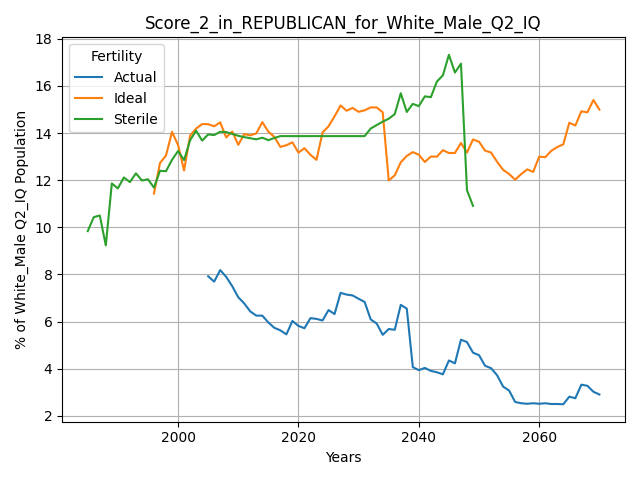 Score_2_in_REPUBLICAN_for_White_Male_Q2_IQ
Fertility
Actual
Ideal
Sterile
% of White_Male Q2_IQ Population
18
16
14
12
10
8
6
4
2
2000
2020
2040
2060
Years